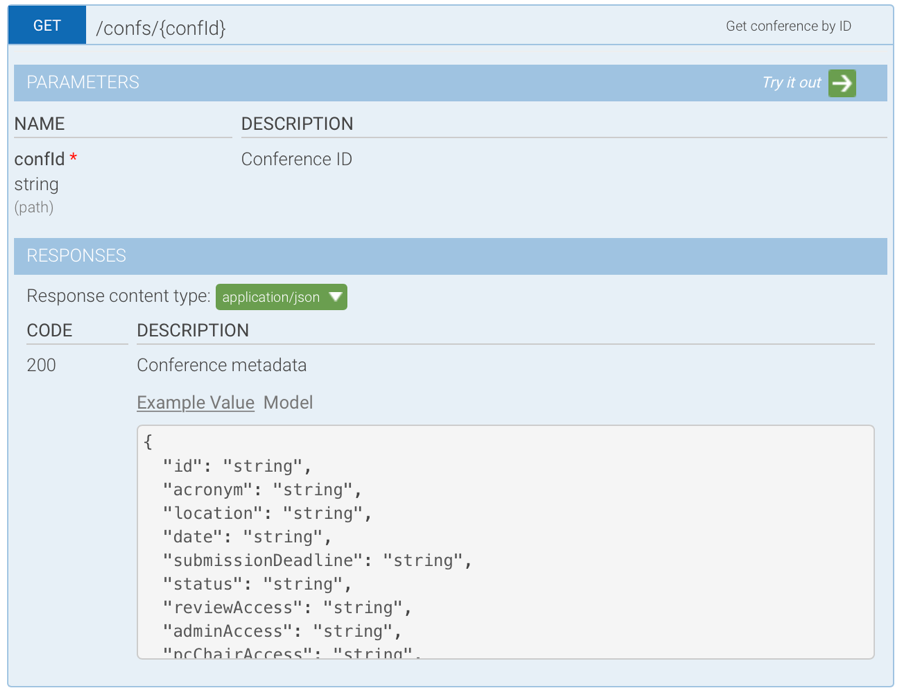 GET /confs/{confId} Get conference by ID
PARAMETERS Try it out
NAME DESCRIPTION
confId * Conference ID
string
(path)
RESPONSES
Response content type: application/json
CODE DESCRIPTION
200 Conference metadata
Example Value Model
{
"id": "string",
"acronym": "string",
"location": "string",
"date": "string",
"submissionDeadline": "string",
"status": "string",
"reviewAccess": "string",
"adminAccess": "string",
"pcChairAccess": "string",